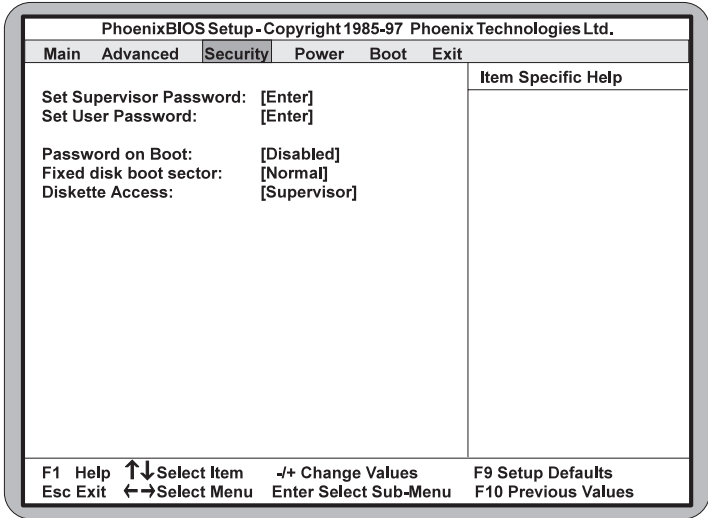 PhoenixBIOS Setup - Copyright 1985-97 Phoenix Technologies Ltd.
Main Advanced Security Power Boot Exit
Item Specific Help
Set Supervisor Password: [Enter]
Set User Password: [Enter]
Password on Boot: [Disabled]
Fixed disk boot sector: [Normal]
Diskette Access: [Supervisor]
F1 Help ↑↓Select Item -/+ Change Values F9 Setup Defaults
Esc Exit ←→Select Menu Enter Select Sub-Menu F10 Previous Values